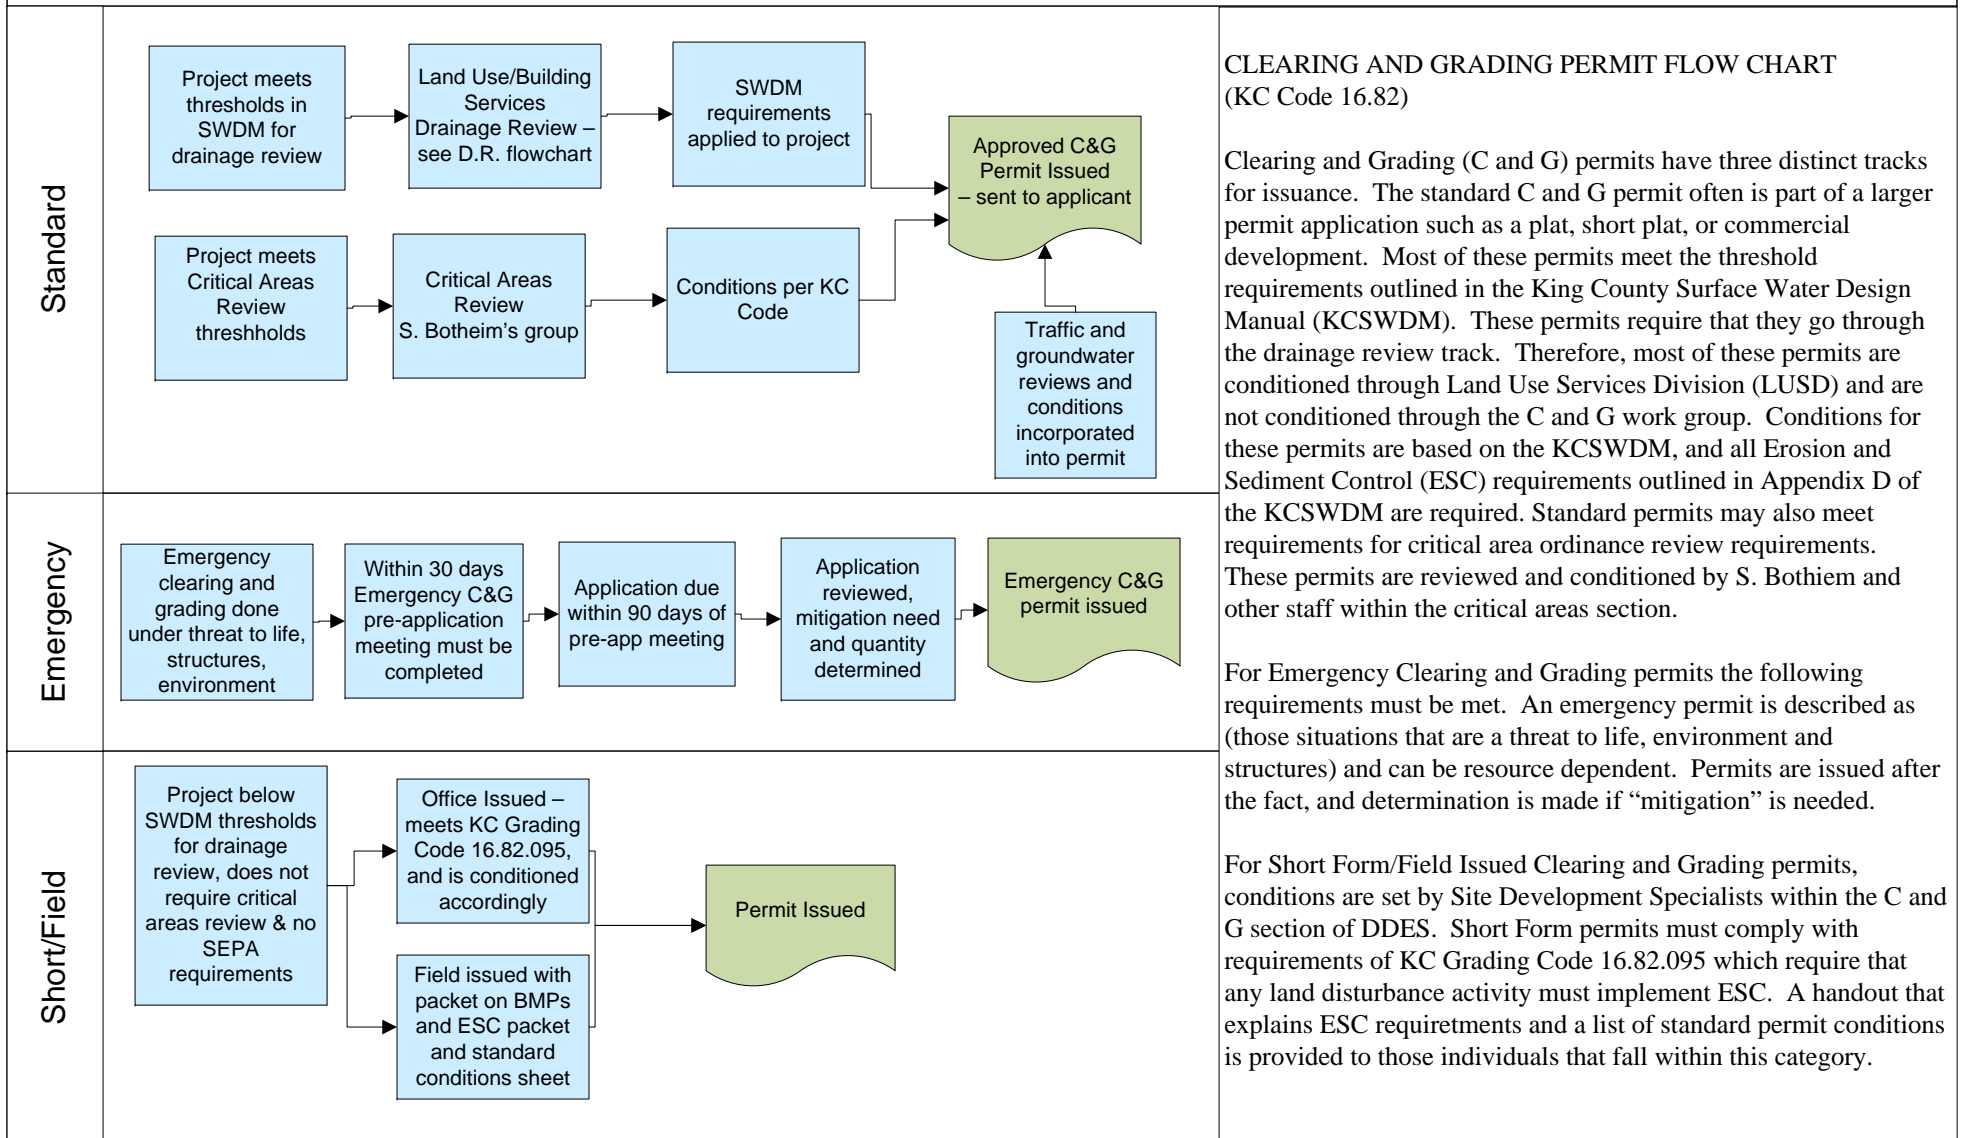 Standard
Project meets
thresholds in
SWDM for
drainage review
Land Use/Building
Services
Drainage Review –
see D.R. flowchart
SWDM
requirements
applied to project
Approved C&G
Permit Issued
– sent to applicant
Project meets
Critical Areas
Review
threshholds
Critical Areas
Review
S. Botheim's group
Conditions per KC
Code
Traffic and
groundwater
reviews and
conditions
incorporated
into permit
Emergency
Emergency
clearing and
grading done
under threat to life,
structures,
environment
Within 30 days
Emergency C&G
pre-application
meeting must be
completed
Application due
within 90 days of
pre-app meeting
Application
reviewed,
mitigation need
and quantity
determined
Emergency C&G
permit issued
Short/Field
Project below
SWDM thresholds
for drainage
review, does not
require critical
areas review & no
SEPA
requirements
Office Issued –
meets KC Grading
Code 16.82.095,
and is conditioned
accordingly
Field issued with
packet on BMPs
and ESC packet
and standard
conditions sheet
Permit Issued
CLEARING AND GRADING PERMIT FLOW CHART
(KC Code 16.82)
Clearing and Grading (C and G) permits have three distinct tracks
for issuance.  The standard C and G permit often is part of a larger
permit application such as a plat, short plat, or commercial
development.  Most of these permits meet the threshold
requirements outlined in the King County Surface Water Design
Manual (KCSWDM).  These permits require that they go through
the drainage review track.  Therefore, most of these permits are
conditioned through Land Use Services Division (LUSD) and are
not conditioned through the C and G work group.  Conditions for
these permits are based on the KCSWDM, and all Erosion and
Sediment Control (ESC) requirements outlined in Appendix D of
the KCSWDM are required. Standard permits may also meet
requirements for critical area ordinance review requirements.
These permits are reviewed and conditioned by S. Bothiem and
other staff within the critical areas section.
For Emergency Clearing and Grading permits the following
requirements must be met.  An emergency permit is described as
(those situations that are a threat to life, environment and
structures) and can be resource dependent.  Permits are issued after
the fact, and determination is made if “mitigation” is needed.
For Short Form/Field Issued Clearing and Grading permits,
conditions are set by Site Development Specialists within the C and
G section of DDES.  Short Form permits must comply with
requirements of KC Grading Code 16.82.095 which require that
any land disturbance activity must implement ESC.  A handout that
explains ESC requiretments and a list of standard permit conditions
is provided to those individuals that fall within this category.